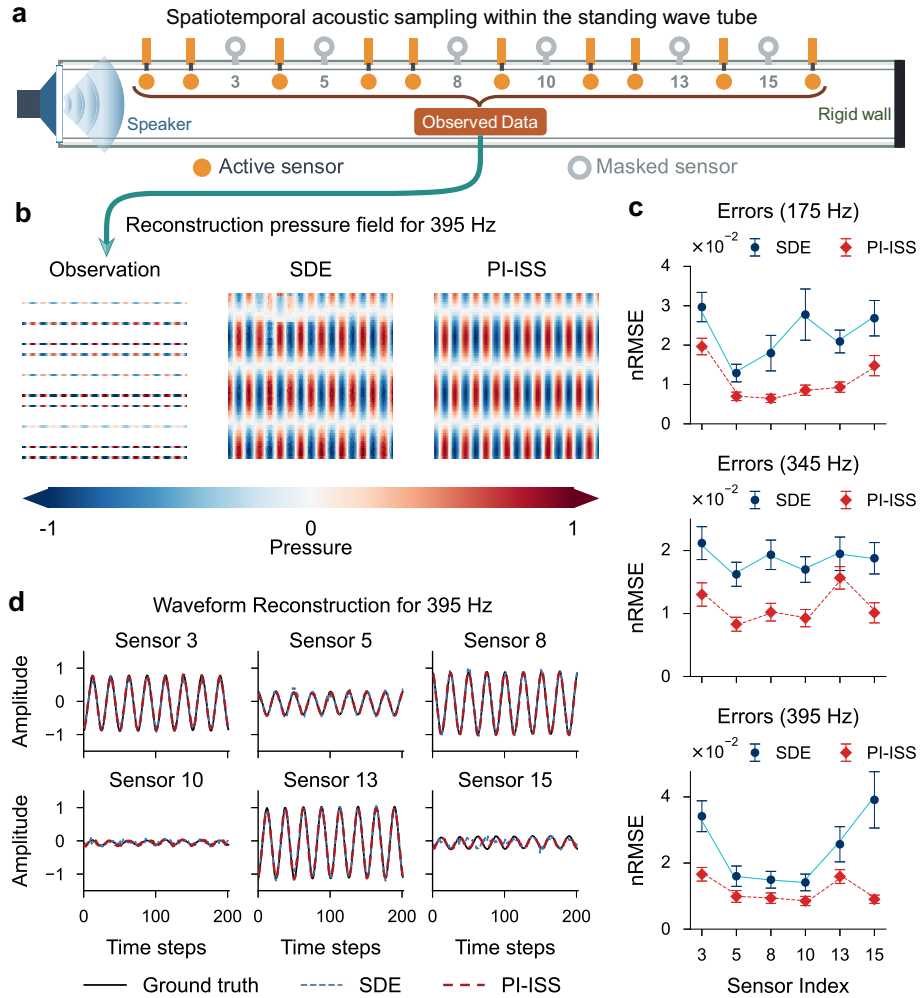 a
Spatiotemporal acoustic sampling within the standing wave tube
3 5 8 10 13 15
Speaker
Observed Data
Rigid wall
Active sensor
Masked sensor
b
Reconstruction pressure field for 395 Hz
Observation
SDE
PI-ISS
-1
0
1
Pressure
c
Errors (175 Hz)
×10⁻²
SDE
PI-ISS
nRMSE
4
3
2
1
0
Errors (345 Hz)
×10⁻²
SDE
PI-ISS
nRMSE
2
1
0
Errors (395 Hz)
×10⁻²
SDE
PI-ISS
nRMSE
4
2
0
3 5 8 10 13 15
Sensor Index
d
Waveform Reconstruction for 395 Hz
Sensor 3
Sensor 5
Sensor 8
Amplitude
1
0
−1
Sensor 10
Sensor 13
Sensor 15
Amplitude
1
0
−1
0 100 200
0 100 200
0 100 200
Time steps
Time steps
Time steps
Ground truth
SDE
PI-ISS